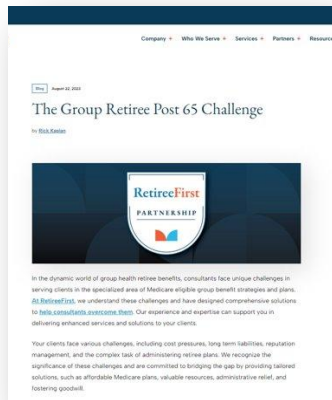 Company + Who We Serve + Services + Partners + Resourc
Blog August 22, 2023
The Group Retiree Post 65 Challenge
by Rick Keelan
RetireeFirst
PARTNERSHIP
In the dynamic world of group health retiree benefits, consultants face unique challenges in
serving clients in the specialized area of Medicare eligible group benefit strategies and plans.
At RetireeFirst, we understand these challenges and have designed comprehensive solutions
to help consultants overcome them. Our experience and expertise can support you in
delivering enhanced services and solutions to your clients.
Your clients face various challenges, including cost pressures, long term liabilities, reputation
management, and the complex task of administering retiree plans. We recognize the
significance of these challenges and are committed to bridging the gap by providing tailored
solutions, such as affordable Medicare plans, valuable resources, administrative relief, and
fostering goodwill.